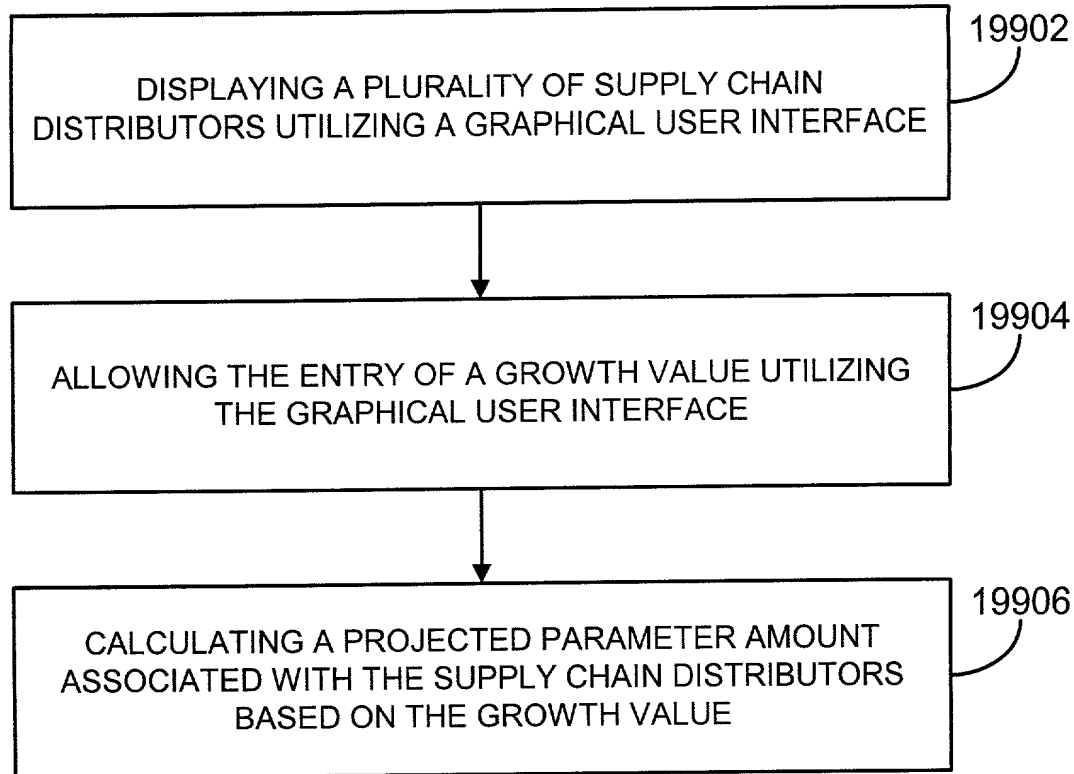 19902
DISPLAYING A PLURALITY OF SUPPLY CHAIN
DISTRIBUTORS UTILIZING A GRAPHICAL USER INTERFACE
19904
ALLOWING THE ENTRY OF A GROWTH VALUE UTILIZING
THE GRAPHICAL USER INTERFACE
19906
CALCULATING A PROJECTED PARAMETER AMOUNT
ASSOCIATED WITH THE SUPPLY CHAIN DISTRIBUTORS
BASED ON THE GROWTH VALUE